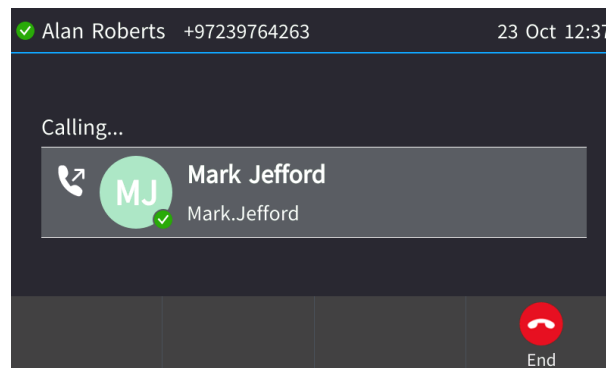 Alan Roberts +97239764263 23 Oct 12:37
Calling...
MJ Mark Jefford
Mark.Jefford
End